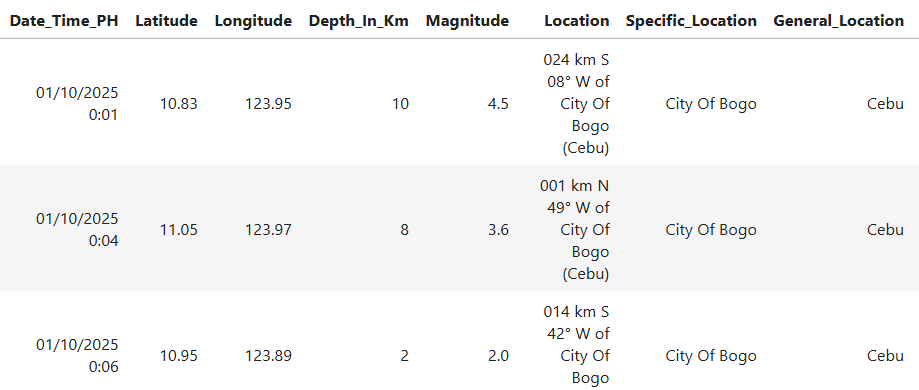 Date_Time_PH Latitude Longitude Depth_In_Km Magnitude Location Specific_Location General_Location
01/10/2025 0:01 10.83 123.95 10 4.5 024 km S 08° W of City Of Bogo (Cebu) City Of Bogo Cebu
01/10/2025 0:04 11.05 123.97 8 3.6 001 km N 49° W of City Of Bogo (Cebu) City Of Bogo Cebu
01/10/2025 0:06 10.95 123.89 2 2.0 014 km S 42° W of City Of Bogo City Of Bogo Cebu